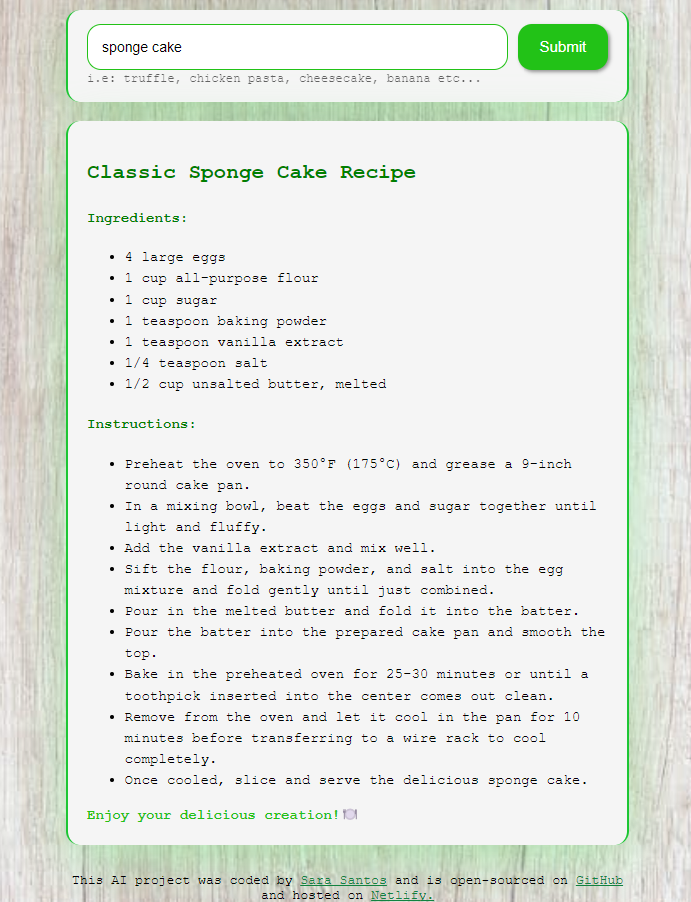 sponge cake
Submit
i.e: truffle, chicken pasta, cheesecake, banana etc...
Classic Sponge Cake Recipe
Ingredients:
• 4 large eggs
• 1 cup all-purpose flour
• 1 cup sugar
• 1 teaspoon baking powder
• 1 teaspoon vanilla extract
• 1/4 teaspoon salt
• 1/2 cup unsalted butter, melted
Instructions:
• Preheat the oven to 350°F (175°C) and grease a 9-inch
round cake pan.
• In a mixing bowl, beat the eggs and sugar together until
light and fluffy.
• Add the vanilla extract and mix well.
• Sift the flour, baking powder, and salt into the egg
mixture and fold gently until just combined.
• Pour in the melted butter and fold it into the batter.
• Pour the batter into the prepared cake pan and smooth the
top.
• Bake in the preheated oven for 25-30 minutes or until a
toothpick inserted into the center comes out clean.
• Remove from the oven and let it cool in the pan for 10
minutes before transferring to a wire rack to cool
completely.
• Once cooled, slice and serve the delicious sponge cake.
Enjoy your delicious creation!🍽️
This AI project was coded by Sara Santos and is open-sourced on GitHub
and hosted on Netlify.